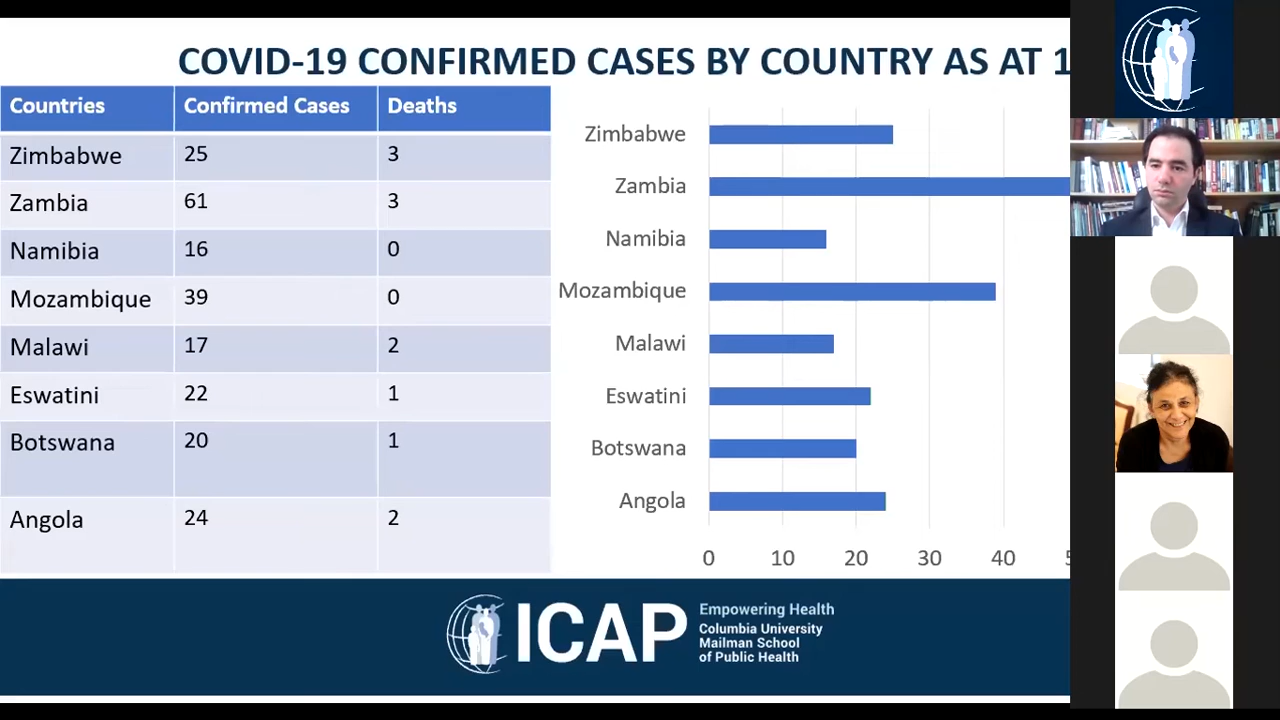 COVID-19 CONFIRMED CASES BY COUNTRY AS AT 1
Countries Confirmed Cases Deaths
Zimbabwe 25 3
Zambia 61 3
Namibia 16 0
Mozambique 39 0
Malawi 17 2
Eswatini 22 1
Botswana 20 1
Angola 24 2
Zimbabwe
Zambia
Namibia
Mozambique
Malawi
Eswatini
Botswana
Angola
0 10 20 30 40
ICAP
Empowering Health
Columbia University
Mailman School
of Public Health